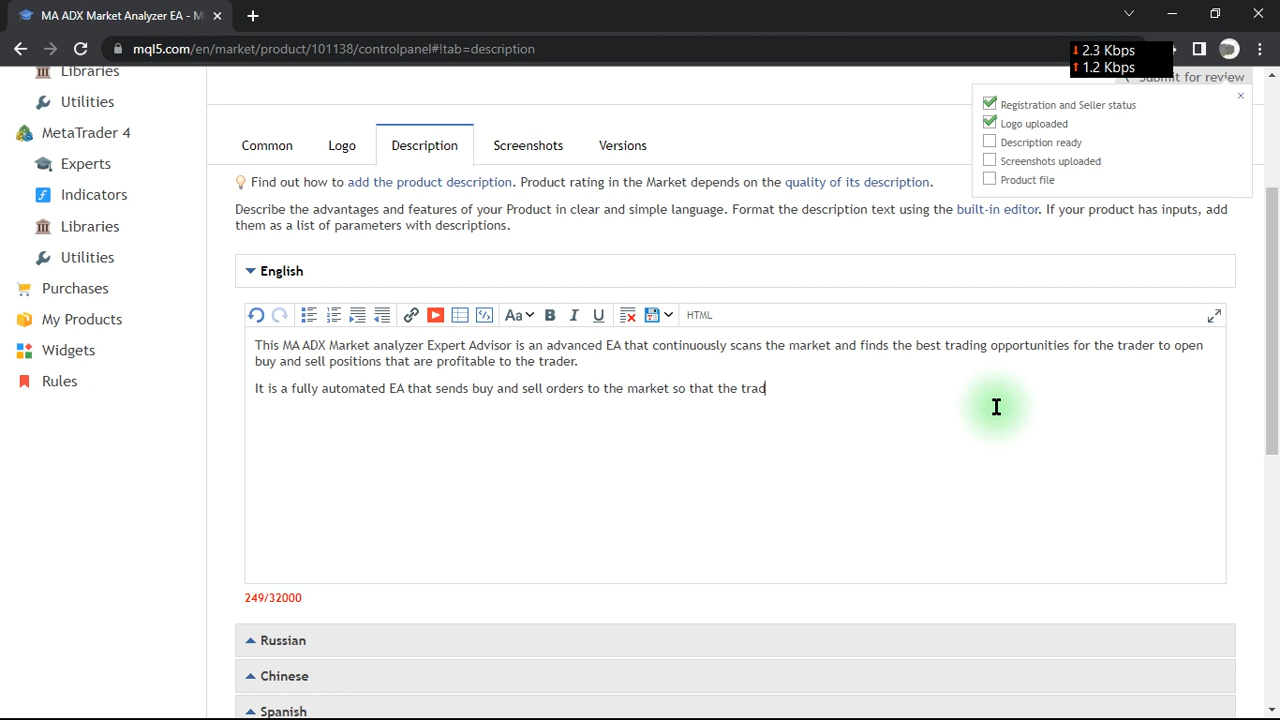 MA ADX Market Analyzer EA - M
mql5.com/en/market/product/101138/controlpanel#!tab=description
2.3 Kbps
1.2 Kbps
Submit for review
Libraries
Utilities
MetaTrader 4
Experts
Indicators
Libraries
Utilities
Purchases
My Products
Widgets
Rules
Registration and Seller status
Logo uploaded
Description ready
Screenshots uploaded
Product file
Common Logo Description Screenshots Versions
Find out how to add the product description. Product rating in the Market depends on the quality of its description.
Describe the advantages and features of your Product in clear and simple language. Format the description text using the built-in editor. If your product has inputs, add
them as a list of parameters with descriptions.
English
Aa B I U HTML
This MA ADX Market analyzer Expert Advisor is an advanced EA that continuously scans the market and finds the best trading opportunities for the trader to open
buy and sell positions that are profitable to the trader.
It is a fully automated EA that sends buy and sell orders to the market so that the trad
249/32000
Russian
Chinese
Spanish